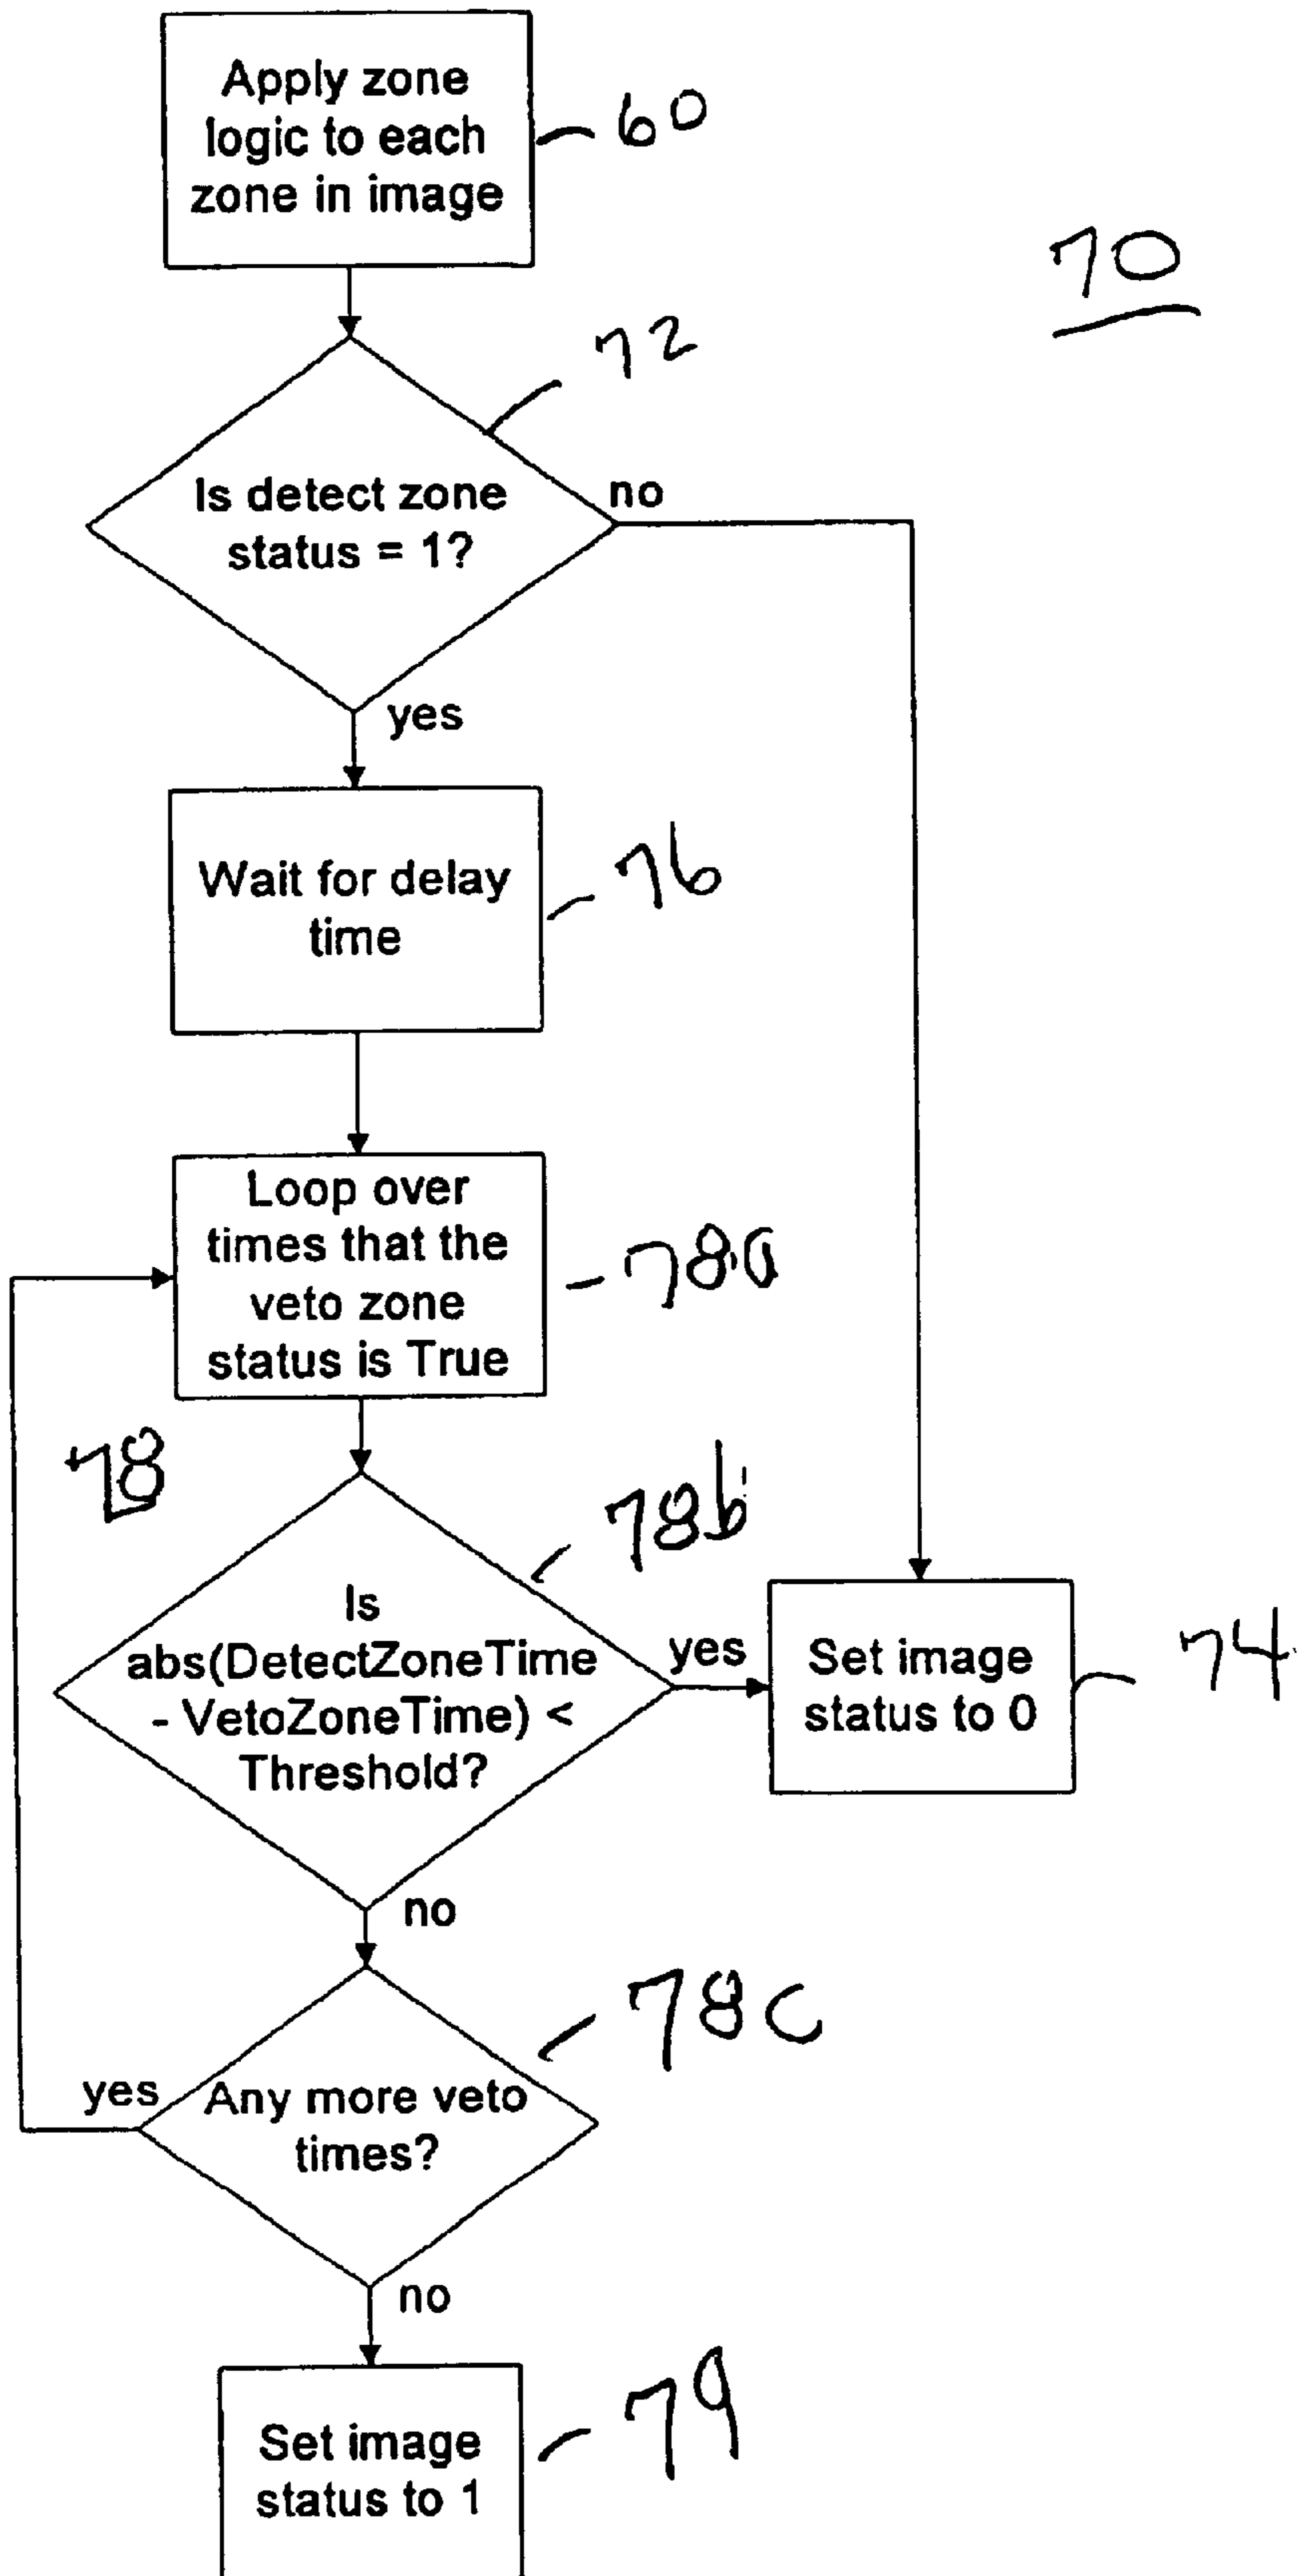 Apply zone
logic to each
zone in image
60
70
72
Is detect zone
status = 1?
no
yes
Wait for delay
time
76
Loop over
times that the
veto zone
status is True
78a
78
78b
Is
abs(DetectZoneTime
- VetoZoneTime) <
Threshold?
yes
Set image
status to 0
74
no
78c
yes
Any more veto
times?
no
Set image
status to 1
79